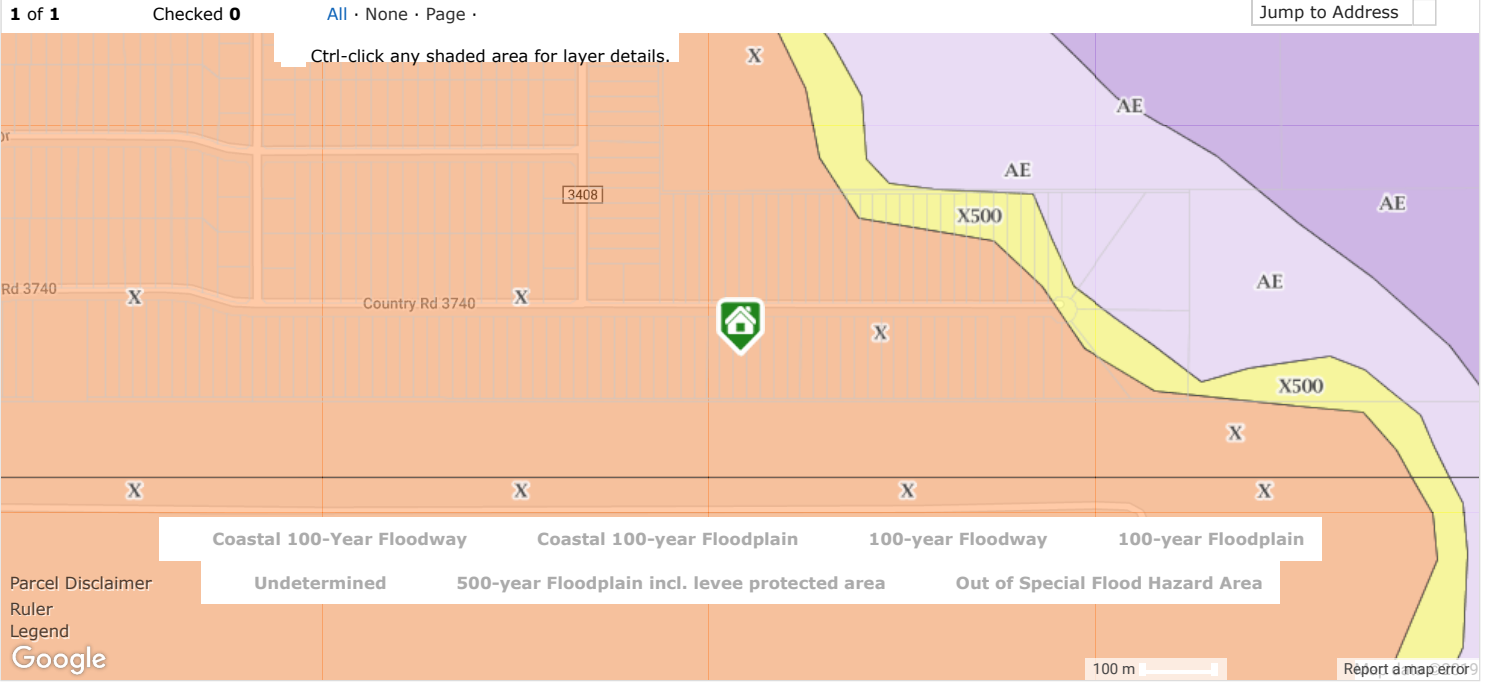 1 of 1 Checked 0 All · None · Page · Jump to Address
Ctrl-click any shaded area for layer details.
X
AE
or
AE
3408
AE
X500
AE
Rd 3740
X
Country Rd 3740
X
X
X500
X
X
X
X
X
Coastal 100-Year Floodway Coastal 100-year Floodplain 100-year Floodway 100-year Floodplain
Parcel Disclaimer
Undetermined 500-year Floodplain incl. levee protected area Out of Special Flood Hazard Area
Ruler
Legend
Google
100 m
Report a map error